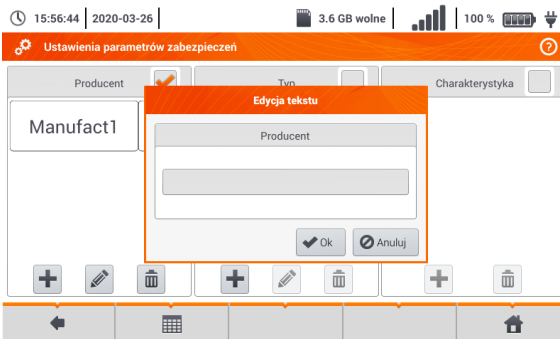 15:56:44 2020-03-26 3.6 GB wolne 100 %
Ustawienia parametrów zabezpieczeń
Producent Typ Charakterystyka
Edycja tekstu
Manufact1
Producent
Ok Anuluj